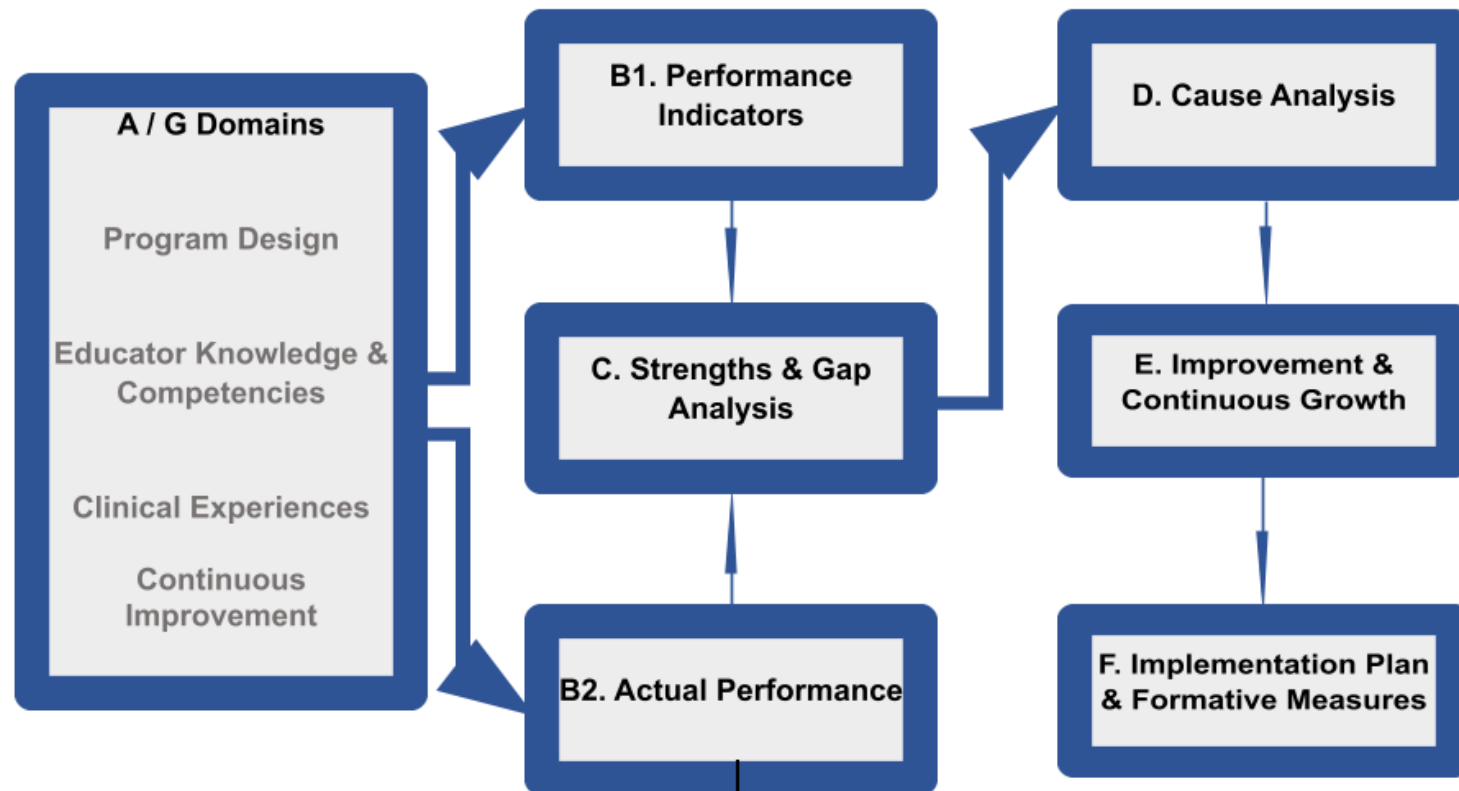 A / G Domains
Program Design
Educator Knowledge &
Competencies
Clinical Experiences
Continuous
Improvement
B1. Performance
Indicators
C. Strengths & Gap
Analysis
B2. Actual Performance
D. Cause Analysis
E. Improvement &
Continuous Growth
F. Implementation Plan
& Formative Measures